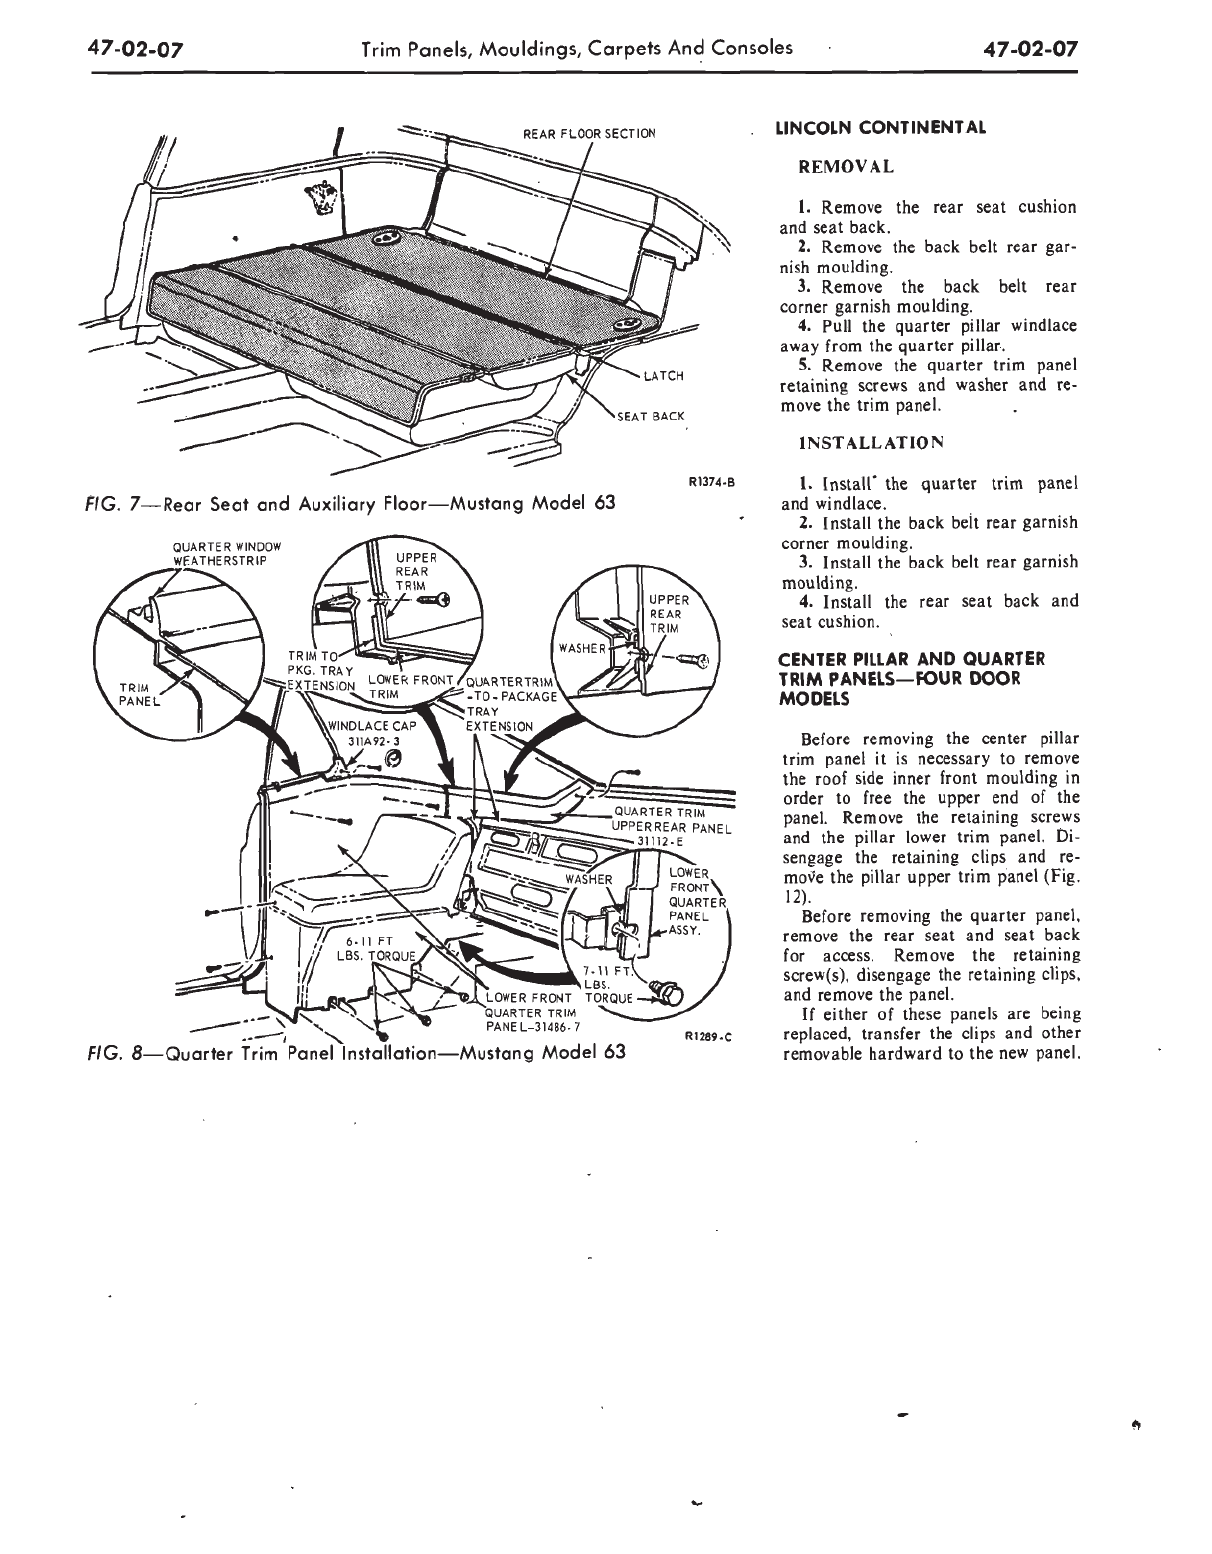 47-02-07
Trim Panels, Mouldings, Carpets And Consoles
47-02-07
REAR FLOOR SECTION
LATCH
SEAT BACK
R1374-B
FIG. 7—Rear Seat and Auxiliary Floor—Mustang Model 63
QUARTER WINDOW
WEATHERSTRIP
TRIM
PANEL
UPPER
REAR
TRIM
TRIM TO
PKG. TRAY
EXTENSION
LOWER FRONT
TRIM
UPPER
REAR
TRIM
WASHER
QUARTER TRIM
-TO- PACKAGE
TRAY
EXTENSION
WINDLACE CAP
311A92-3
QUARTER TRIM
UPPER REAR PANEL
31112-E
WASHER
LOWER
FRONT
QUARTER
PANEL
ASSY.
6-11 FT
LBS. TORQUE
7-11 FT.
LBS.
TORQUE
LOWER FRONT
QUARTER TRIM
PANEL-31486-7
R1289-C
FIG. 8—Quarter Trim Panel Installation—Mustang Model 63
LINCOLN CONTINENTAL
REMOVAL
1. Remove the rear seat cushion
and seat back.
2. Remove the back belt rear gar-
nish moulding.
3. Remove the back belt rear
corner garnish moulding.
4. Pull the quarter pillar windlace
away from the quarter pillar.
5. Remove the quarter trim panel
retaining screws and washer and re-
move the trim panel.
INSTALLATION
1. Install the quarter trim panel
and windlace.
2. Install the back belt rear garnish
corner moulding.
3. Install the back belt rear garnish
moulding.
4. Install the rear seat back and
seat cushion.
CENTER PILLAR AND QUARTER
TRIM PANELS—FOUR DOOR
MODELS
Before removing the center pillar
trim panel it is necessary to remove
the roof side inner front moulding in
order to free the upper end of the
panel. Remove the retaining screws
and the pillar lower trim panel. Di-
sengage the retaining clips and re-
move the pillar upper trim panel (Fig.
12).
Before removing the quarter panel,
remove the rear seat and seat back
for access. Remove the retaining
screw(s), disengage the retaining clips,
and remove the panel.
If either of these panels are being
replaced, transfer the clips and other
removable hardward to the new panel.